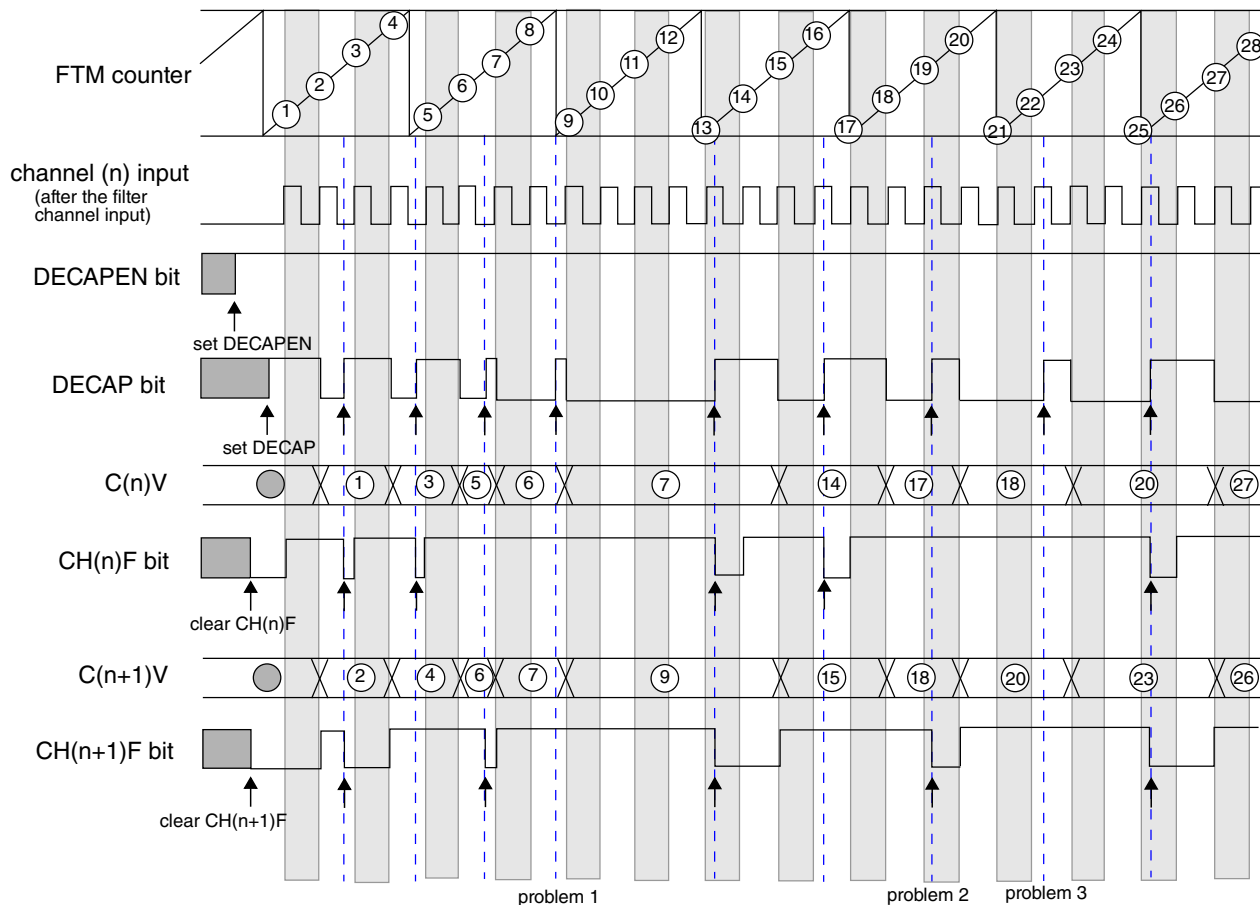 FTM counter
1 2 3 4 5 6 7 8 9 10 11 12 13 14 15 16 17 18 19 20 21 22 23 24 25 26 27 28
channel (n) input
(after the filter
channel input)
DECAPEN bit
set DECAPEN
DECAP bit
set DECAP
C(n)V
1 3 5 6 7 14 17 18 20 27
CH(n)F bit
clear CH(n)F
C(n+1)V
2 4 6 7 9 15 18 20 23 26
CH(n+1)F bit
clear CH(n+1)F
problem 1 problem 2 problem 3